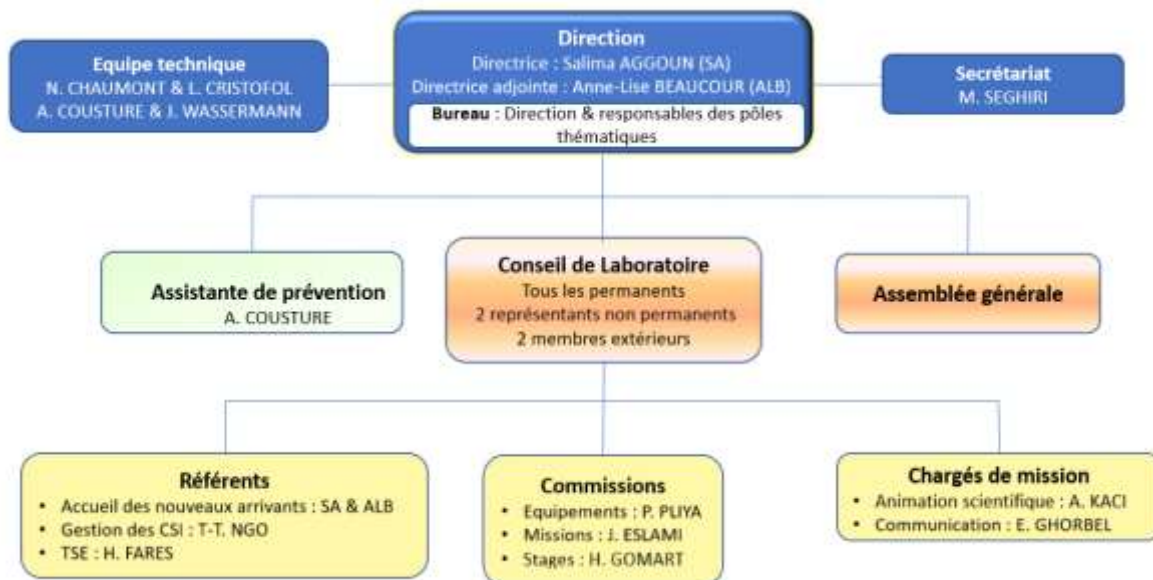 Direction
Directrice : Salima AGGOUN (SA)
Directrice adjointe : Anne-Lise BEAUCOUR (ALB)
Bureau : Direction & responsables des pôles
thématiques
Equipe technique
N. CHAUMONT & L. CRISTOFOL
A. COUSTURE & J. WASSERMANN
Secrétariat
M. SEGHIRI
Assistante de prévention
A. COUSTURE
Conseil de Laboratoire
Tous les permanents
2 représentants non permanents
2 membres extérieurs
Assemblée générale
Référents
• Accueil des nouveaux arrivants : SA & ALB
• Gestion des CSI : T-T. NGO
• TSE : H. FARES
Commissions
• Equipements : P. PLIYA
• Missions : J. ESLAMI
• Stages : H. GOMART
Chargés de mission
• Animation scientifique : A. KACI
• Communication : E. GHORBEL